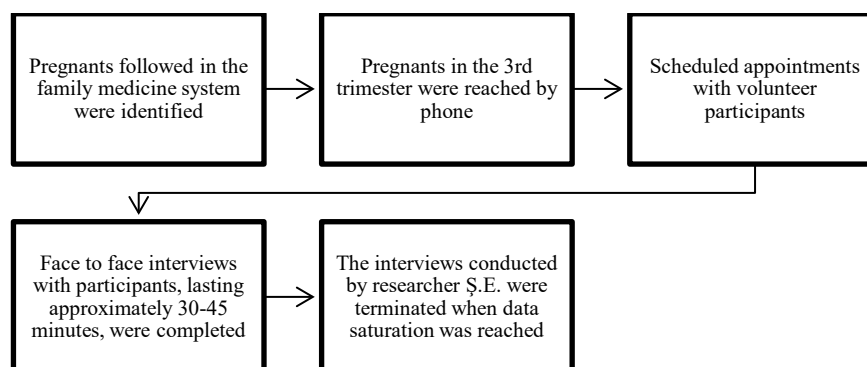 Pregnants followed in the
family medicine system
were identified
Pregnants in the 3rd
trimester were reached by
phone
Scheduled appointments
with volunteer
participants
Face to face interviews
with participants, lasting
approximately 30-45
minutes, were completed
The interviews conducted
by researcher Ş.E. were
terminated when data
saturation was reached